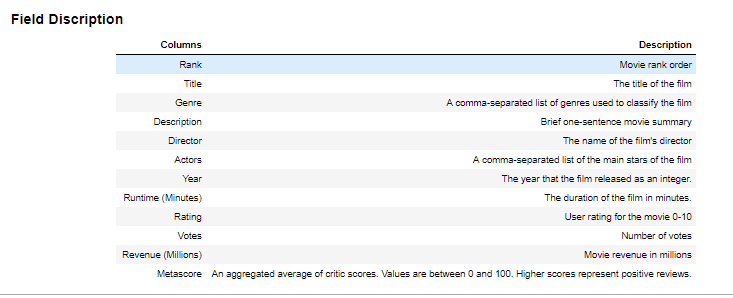 Field Discription
Columns Description
Rank Movie rank order
Title The title of the film
Genre A comma-separated list of genres used to classify the film
Description Brief one-sentence movie summary
Director The name of the film's director
Actors A comma-separated list of the main stars of the film
Year The year that the film released as an integer.
Runtime (Minutes) The duration of the film in minutes.
Rating User rating for the movie 0-10
Votes Number of votes
Revenue (Millions) Movie revenue in millions
Metascore An aggregated average of critic scores. Values are between 0 and 100. Higher scores represent positive reviews.